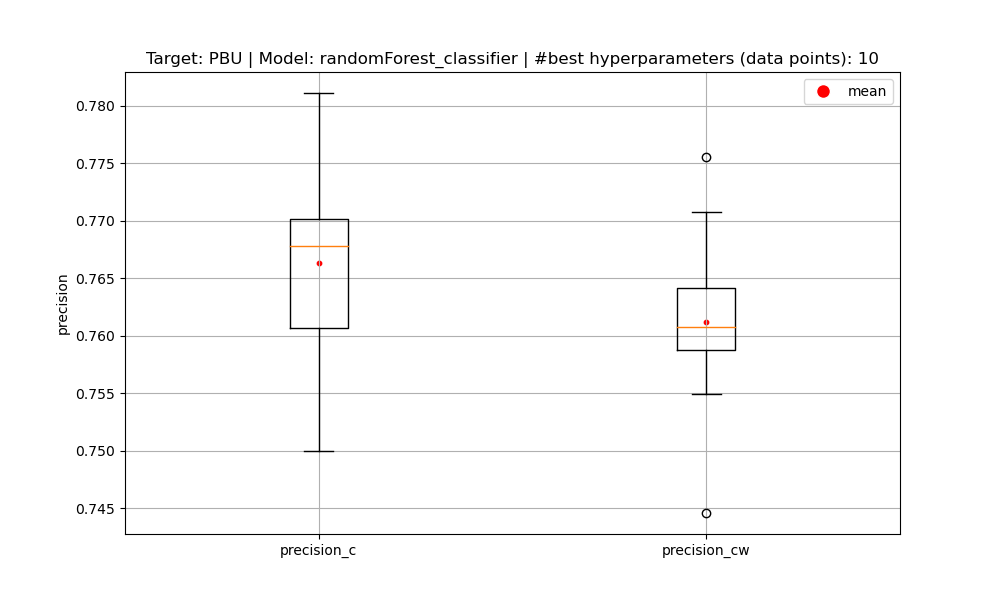 Target: PBU | Model: randomForest_classifier | #best hyperparameters (data points): 10
mean
0.780
0.775
0.770
0.765
0.760
0.755
0.750
0.745
precision
precision_c
precision_cw